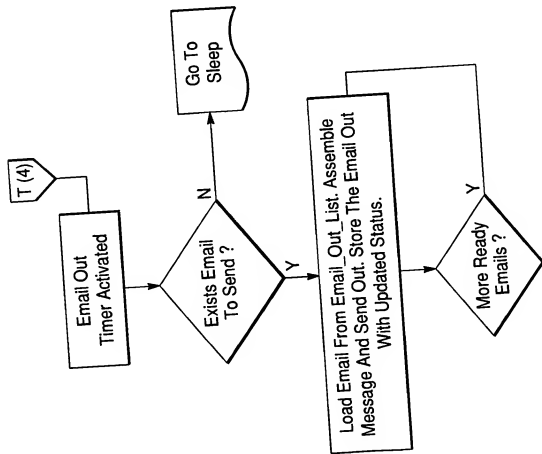 T (4)
Email Out
Timer Activated
Exists Email
To Send ?
N
Go To
Sleep
Y
Load Email From Email_Out_List. Assemble
Message And Send Out. Store The Email Out
With Updated Status.
More Ready
Emails ?
Y